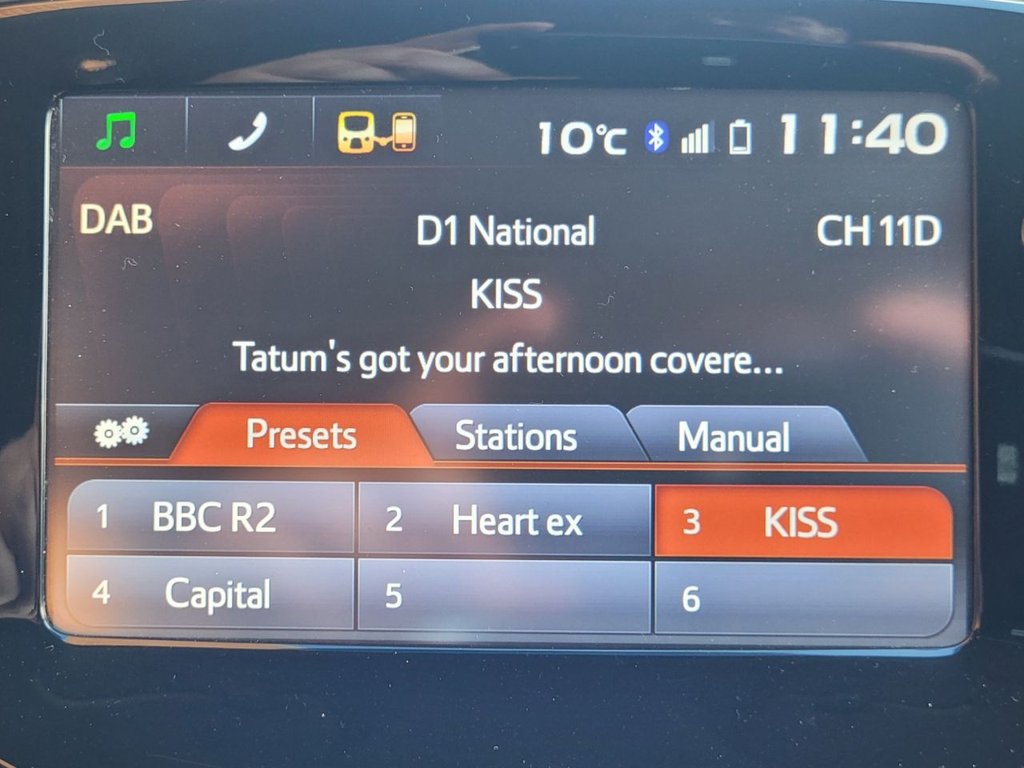 10°C 11:40
DAB D1 National CH 11D
KISS
Tatum's got your afternoon covere...
Presets Stations Manual
1 BBC R2 2 Heart ex 3 KISS
4 Capital 5 6